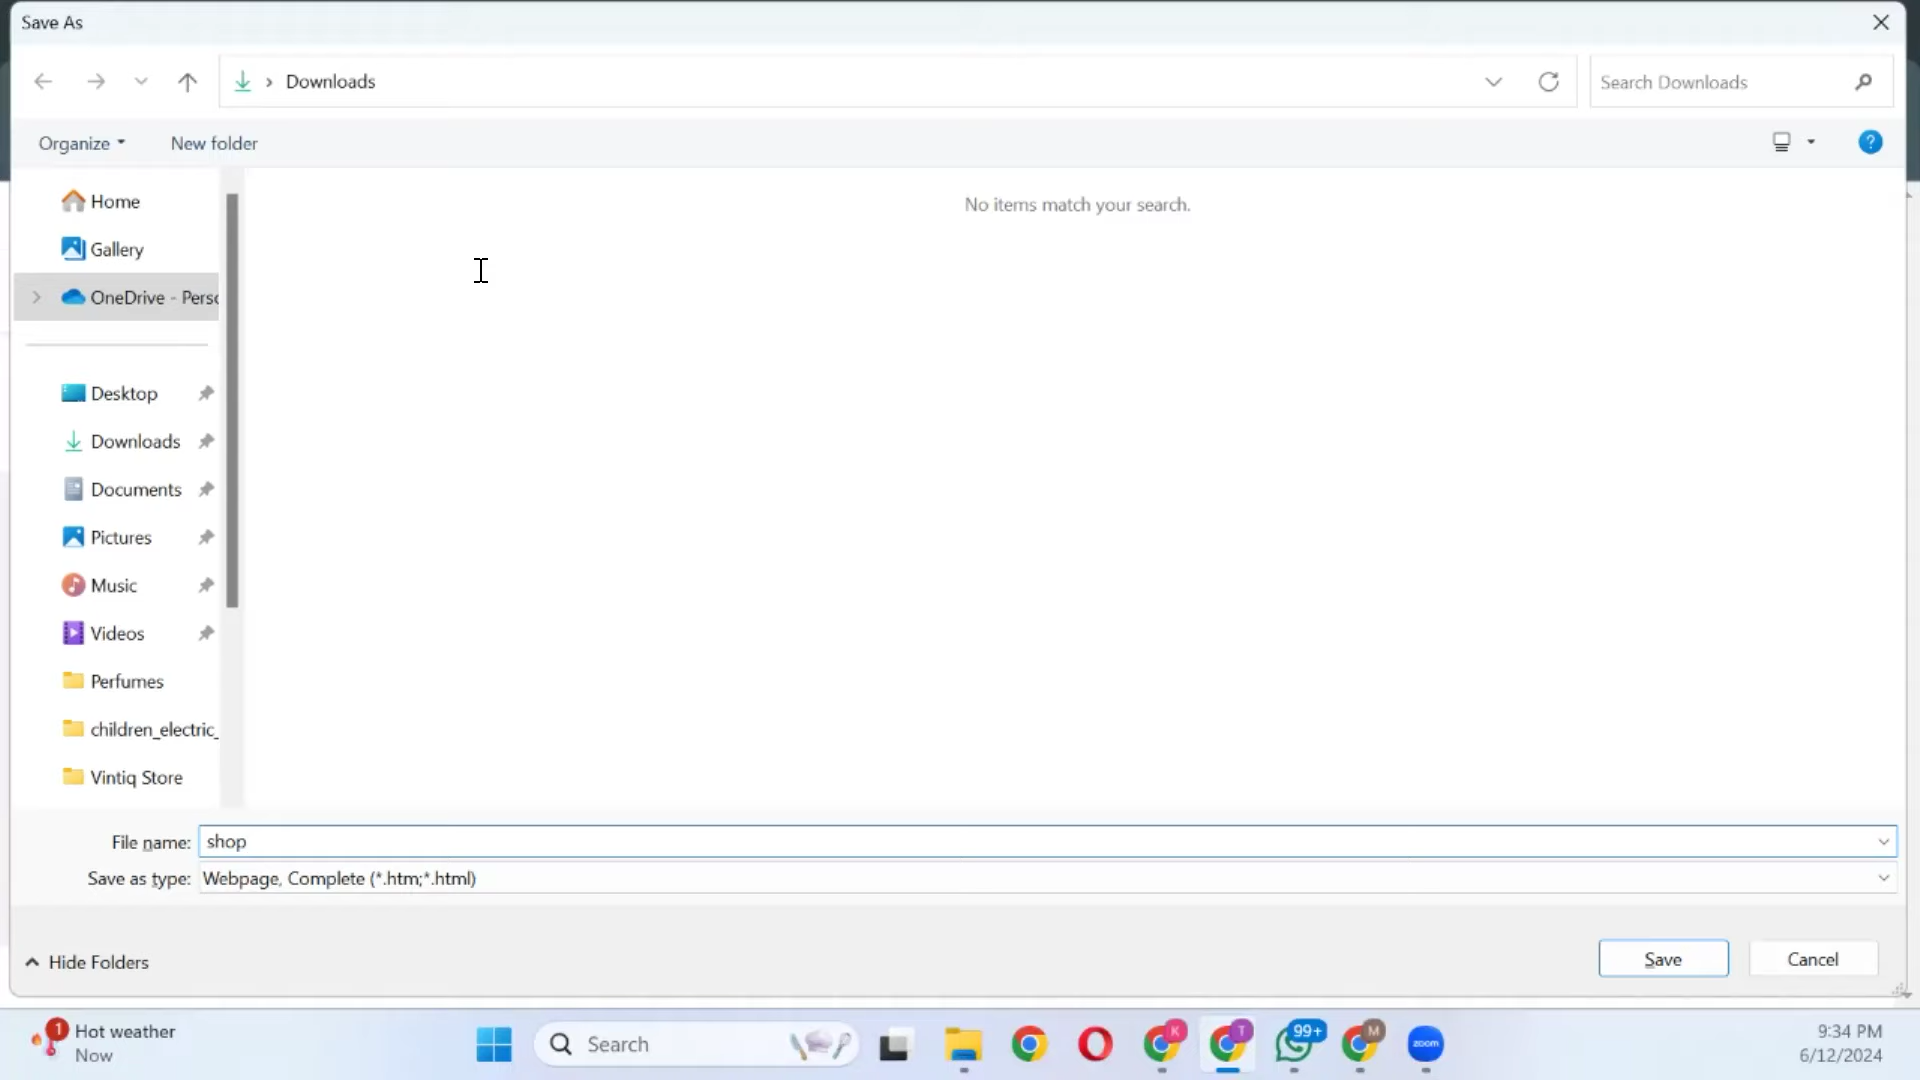 Save As
Downloads
Search Downloads
Organize
New folder
?
Home
Gallery
OneDrive - Perso
No items match your search.
Desktop
Downloads
Documents
Pictures
Music
Videos
Perfumes
children_electric_
Vintiq Store
File name: shop
Save as type: Webpage, Complete (*.htm;*.html)
Hide Folders
Save
Cancel
1
Hot weather
Now
Search
K
T
99+
M
zoom
9:34 PM
6/12/2024